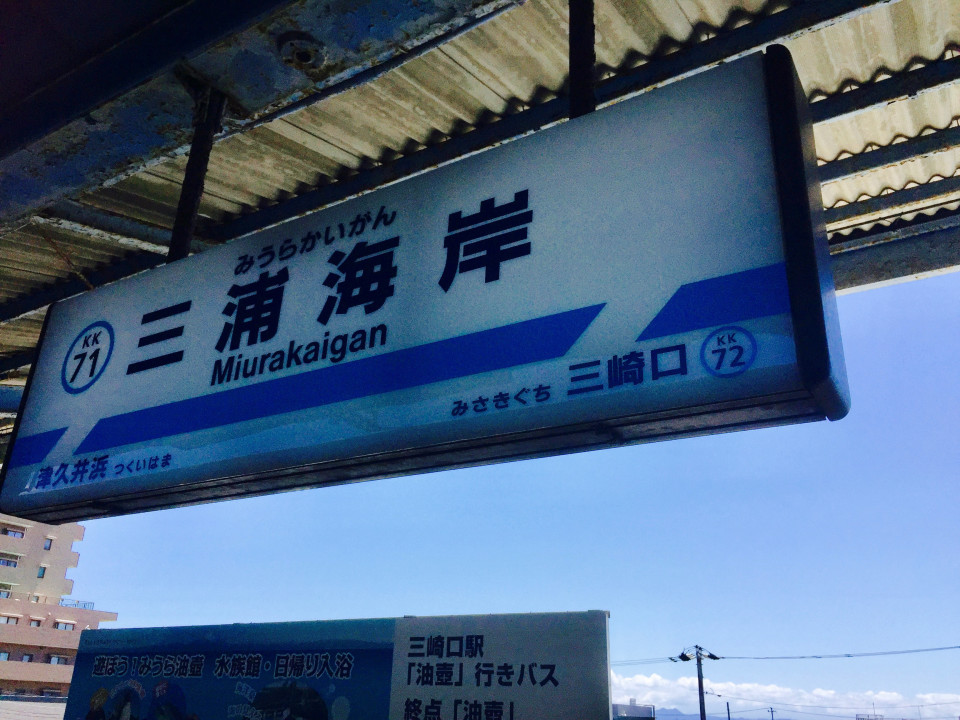 みうらかいがん
KK
71
三浦海岸
Miurakaigan
みさきぐち 三崎口
KK
72
津久井浜 つくいはま
遊ぼう!みうら油壺 水族館・日帰り入浴
三崎口駅
「油壺」行きバス
終点「油壺」